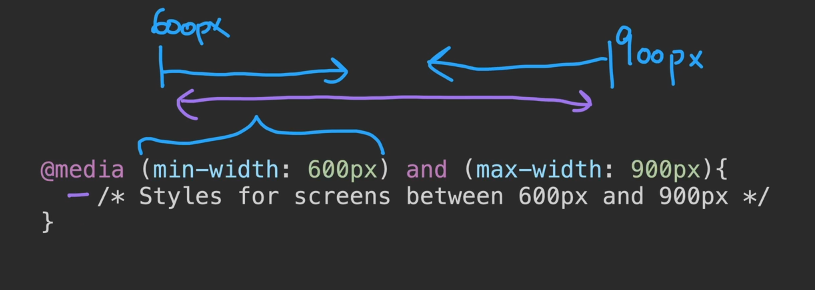 600px
900px
@media (min-width: 600px) and (max-width: 900px){
/* Styles for screens between 600px and 900px */
}